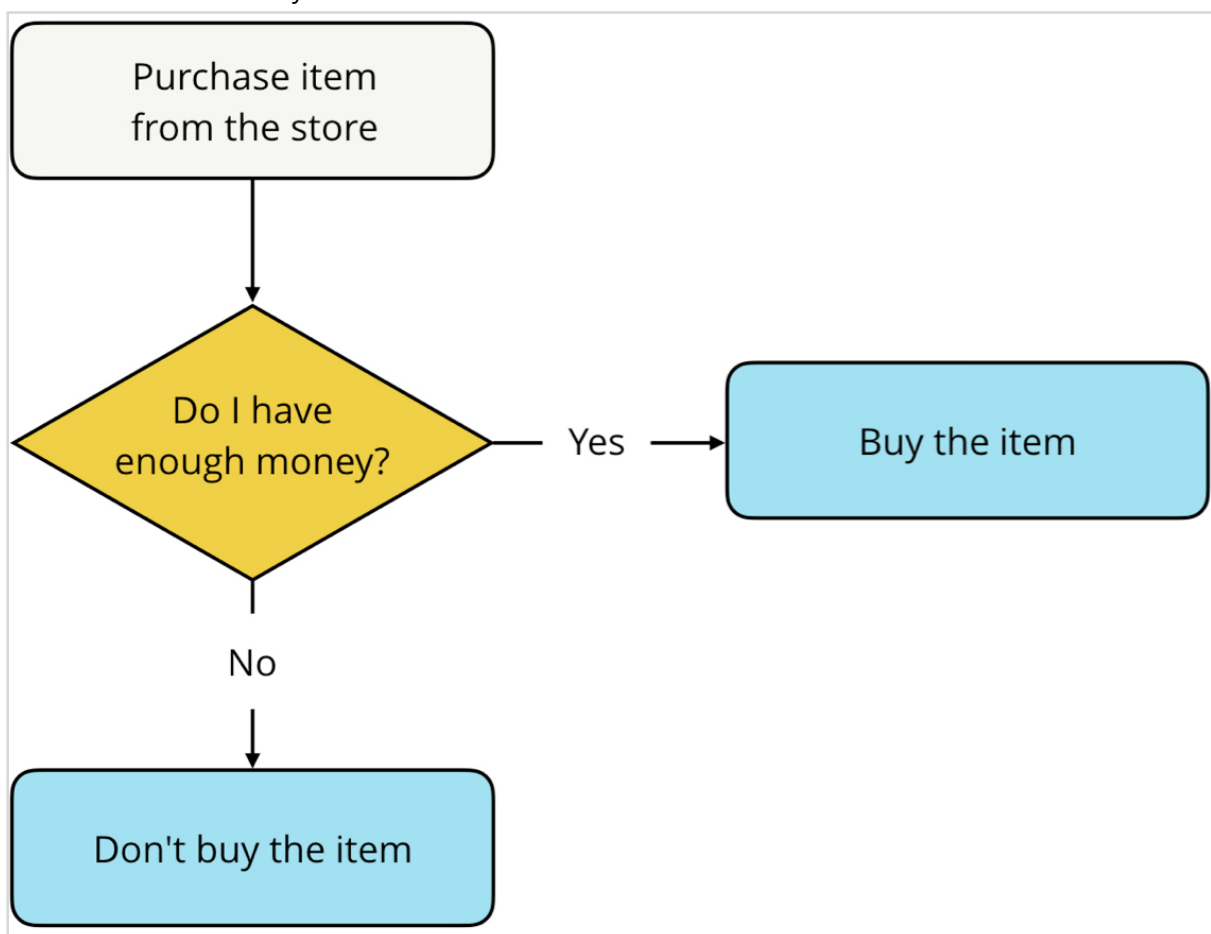 Purchase item
from the store
Do I have
enough money?
Yes
Buy the item
No
Don't buy the item